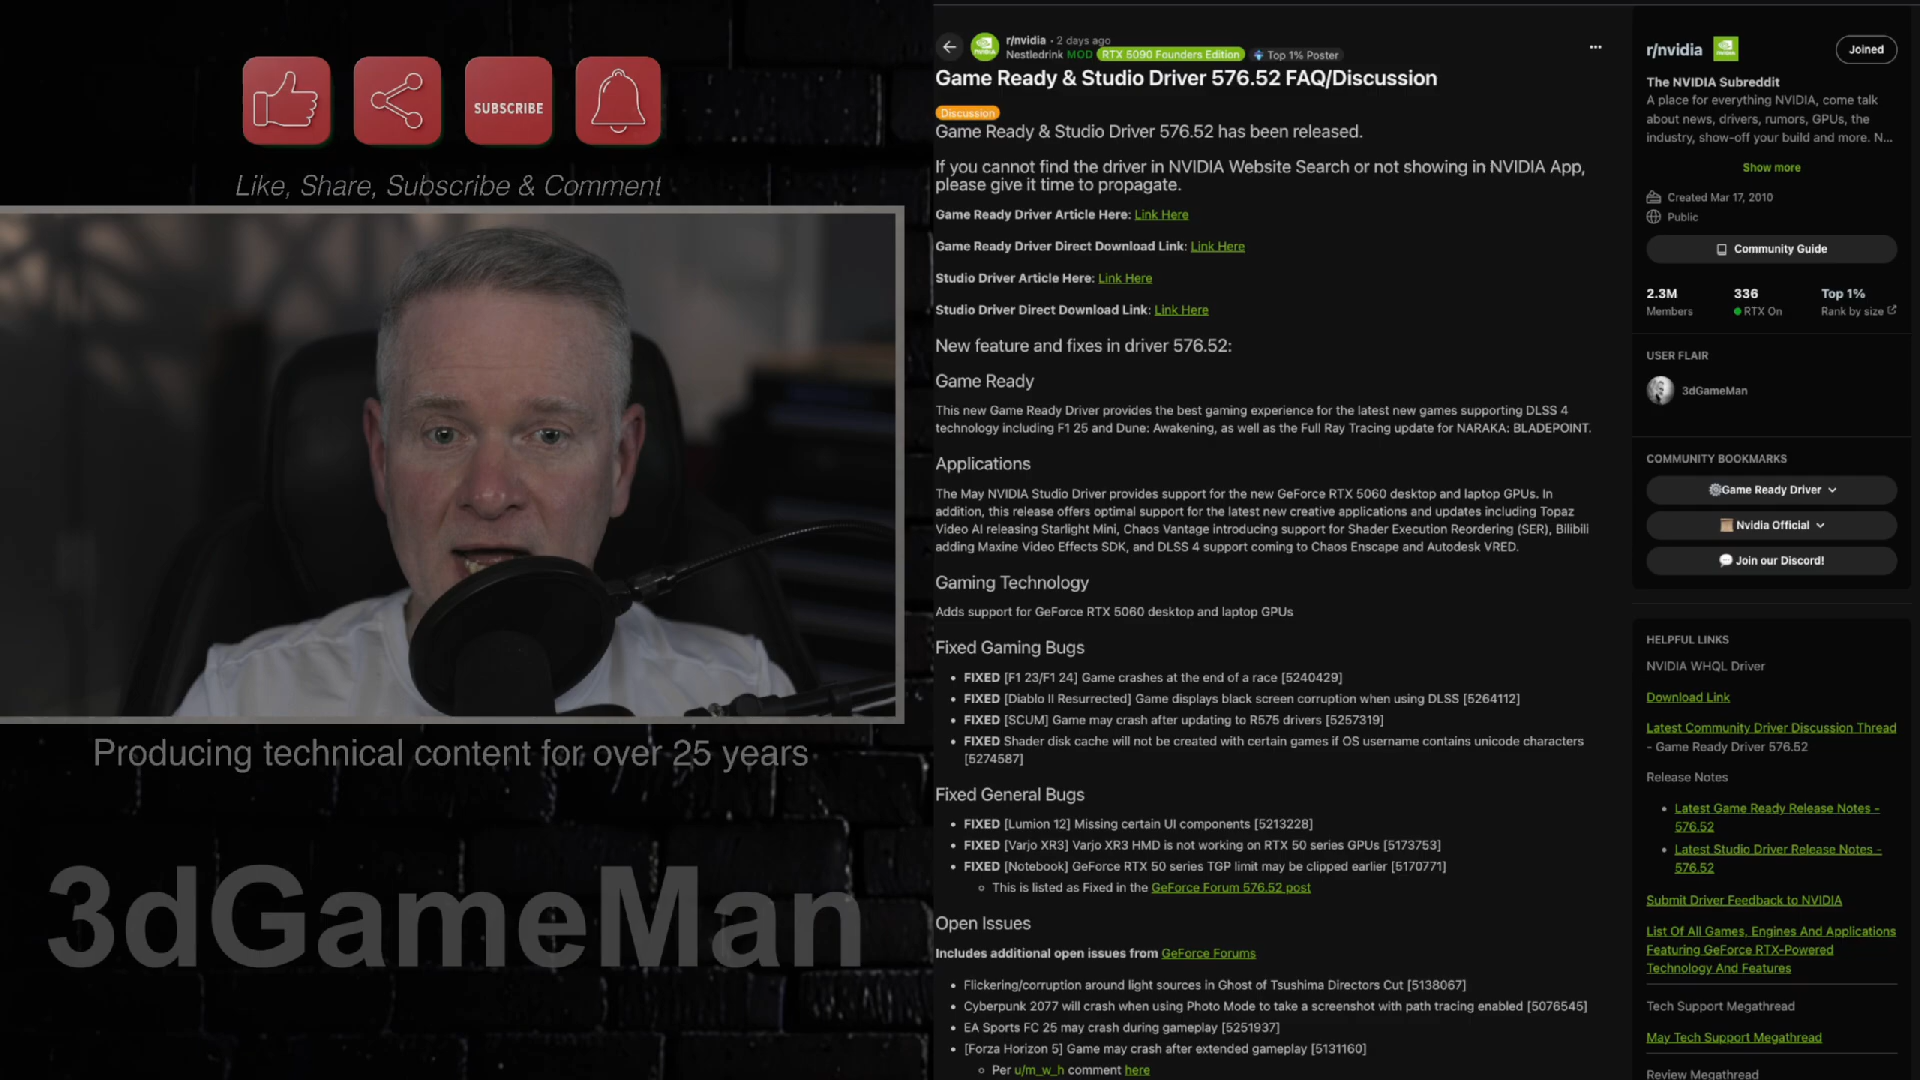 SUBSCRIBE
Like, Share, Subscribe & Comment
Producing technical content for over 25 years
3dGameMan
r/nvidia • 2 days ago
Nestledrink MOD RTX 5090 Founders Edition Top 1% Poster
Game Ready & Studio Driver 576.52 FAQ/Discussion
Discussion
Game Ready & Studio Driver 576.52 has been released.
If you cannot find the driver in NVIDIA Website Search or not showing in NVIDIA App,
please give it time to propagate.
Game Ready Driver Article Here: Link Here
Game Ready Driver Direct Download Link: Link Here
Studio Driver Article Here: Link Here
Studio Driver Direct Download Link: Link Here
New feature and fixes in driver 576.52:
Game Ready
This new Game Ready Driver provides the best gaming experience for the latest new games supporting DLSS 4
technology including F1 25 and Dune: Awakening, as well as the Full Ray Tracing update for NARAKA: BLADEPOINT.
Applications
The May NVIDIA Studio Driver provides support for the new GeForce RTX 5060 desktop and laptop GPUs. In
addition, this release offers optimal support for the latest new creative applications and updates including Topaz
Video AI releasing Starlight Mini, Chaos Vantage introducing support for Shader Execution Reordering (SER), Bilibili
adding Maxine Video Effects SDK, and DLSS 4 support coming to Chaos Enscape and Autodesk VRED.
Gaming Technology
Adds support for GeForce RTX 5060 desktop and laptop GPUs
Fixed Gaming Bugs
• FIXED [F1 23/F1 24] Game crashes at the end of a race [5240429]
• FIXED [Diablo II Resurrected] Game displays black screen corruption when using DLSS [5264112]
• FIXED [SCUM] Game may crash after updating to R575 drivers [5257319]
• FIXED Shader disk cache will not be created with certain games if OS username contains unicode characters
[5274587]
Fixed General Bugs
• FIXED [Lumion 12] Missing certain UI components [5213228]
• FIXED [Varjo XR3] Varjo XR3 HMD is not working on RTX 50 series GPUs [5173753]
• FIXED [Notebook] GeForce RTX 50 series TGP limit may be clipped earlier [5170771]
○ This is listed as Fixed in the GeForce Forum 576.52 post
Open Issues
Includes additional open issues from GeForce Forums
• Flickering/corruption around light sources in Ghost of Tsushima Directors Cut [5138067]
• Cyberpunk 2077 will crash when using Photo Mode to take a screenshot with path tracing enabled [5076545]
• EA Sports FC 25 may crash during gameplay [5251937]
• [Forza Horizon 5] Game may crash after extended gameplay [5131160]
○ Per u/m_w_h comment here
r/nvidia
Joined
The NVIDIA Subreddit
A place for everything NVIDIA, come talk
about news, drivers, rumors, GPUs, the
industry, show-off your build and more. N...
Show more
Created Mar 17, 2010
Public
Community Guide
2.3M 336 Top 1%
Members RTX On Rank by size
USER FLAIR
3dGameMan
COMMUNITY BOOKMARKS
Game Ready Driver
Nvidia Official
Join our Discord!
HELPFUL LINKS
NVIDIA WHQL Driver
Download Link
Latest Community Driver Discussion Thread
- Game Ready Driver 576.52
Release Notes
• Latest Game Ready Release Notes -
576.52
• Latest Studio Driver Release Notes -
576.52
Submit Driver Feedback to NVIDIA
List Of All Games, Engines And Applications
Featuring GeForce RTX-Powered
Technology And Features
Tech Support Megathread
May Tech Support Megathread
Review Megathread